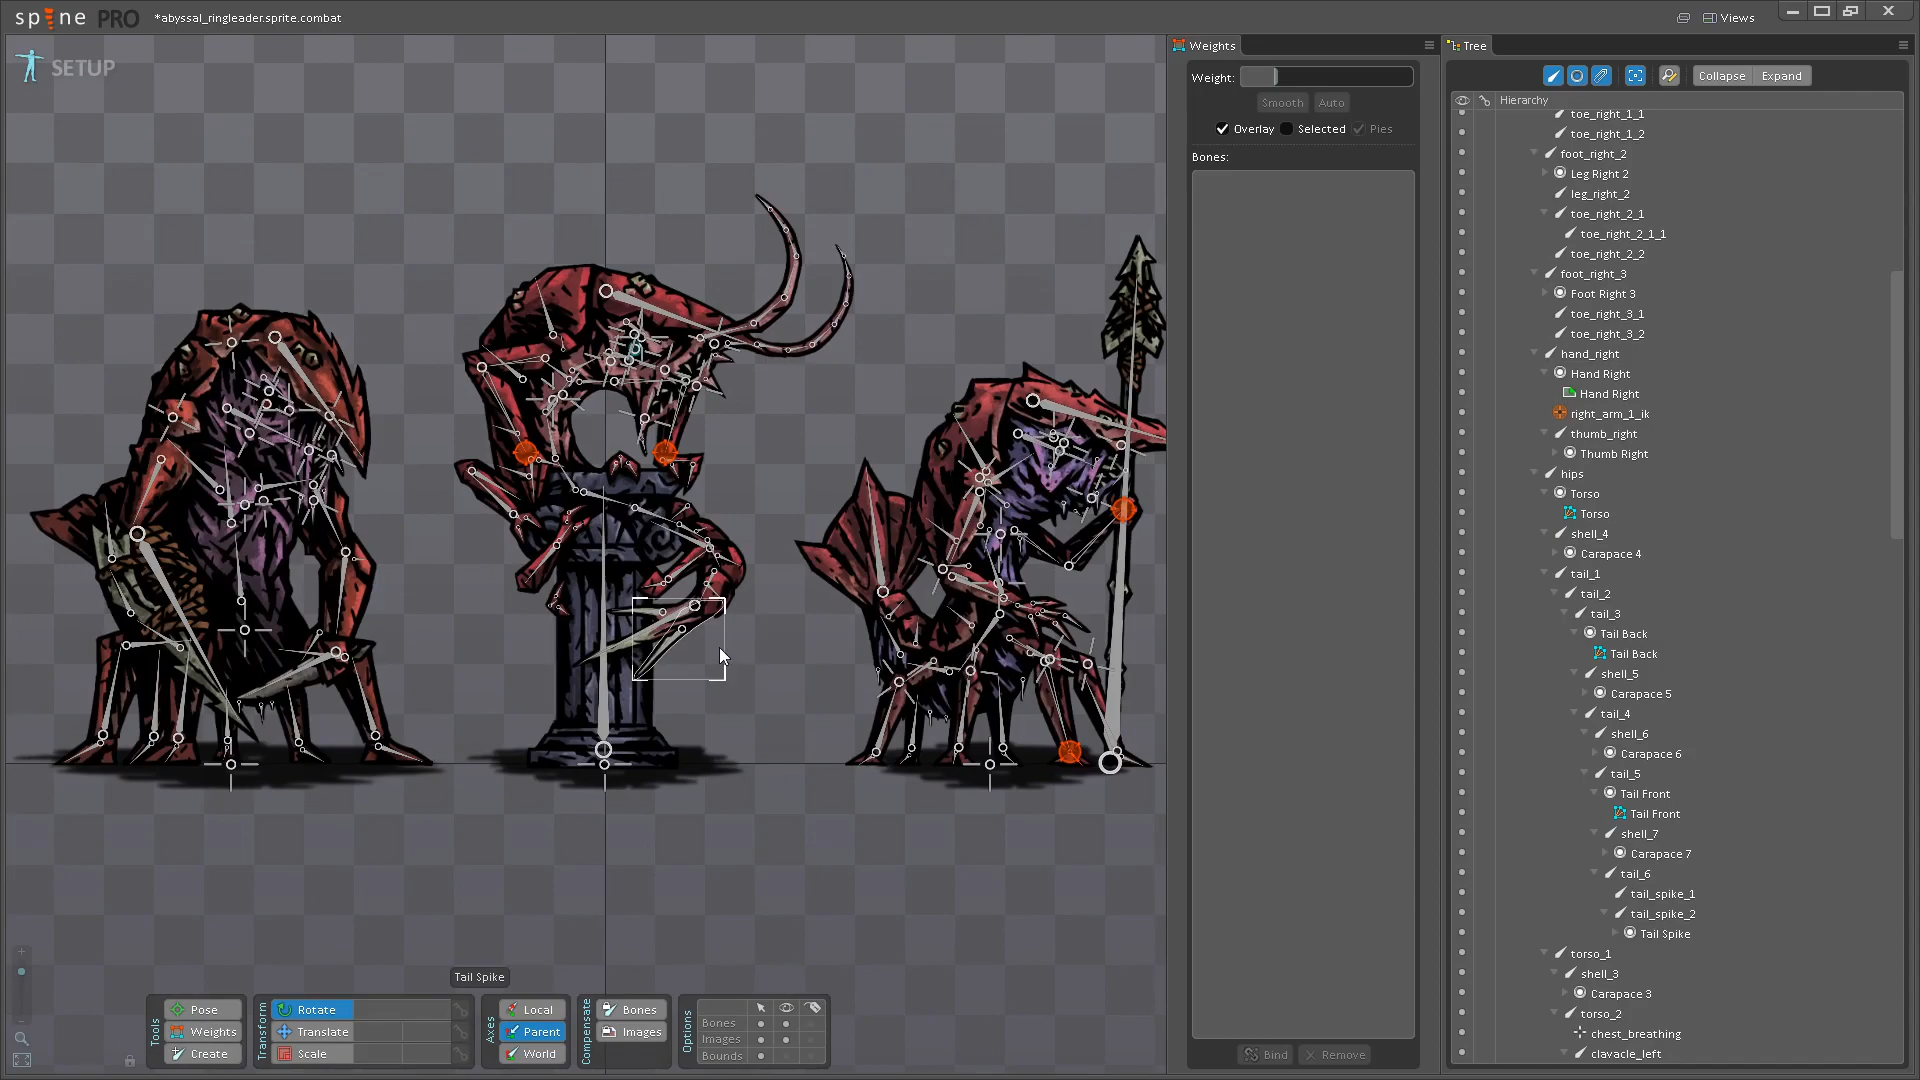 spine PRO
*abyssal_ringleader.sprite.combat
Views
SETUP
Weights
Weight:
Smooth
Auto
Overlay
Selected
Pies
Bones:
Bind
Remove
Tree
Collapse
Expand
Hierarchy
toe_right_1_1
toe_right_1_2
foot_right_2
Leg Right 2
leg_right_2
toe_right_2_1
toe_right_2_1_1
toe_right_2_2
foot_right_3
Foot Right 3
toe_right_3_1
toe_right_3_2
hand_right
Hand Right
Hand Right
right_arm_1_ik
thumb_right
Thumb Right
hips
Torso
Torso
shell_4
Carapace 4
tail_1
tail_2
tail_3
Tail Back
Tail Back
shell_5
Carapace 5
tail_4
shell_6
Carapace 6
tail_5
Tail Front
Tail Front
shell_7
Carapace 7
tail_6
tail_spike_1
tail_spike_2
Tail Spike
torso_1
shell_3
Carapace 3
torso_2
chest_breathing
clavacle_left
Tail Spike
Tools
Pose
Weights
Create
Transform
Rotate
Translate
Scale
Axes
Local
Parent
World
Compensate
Bones
Images
Options
Bones
Images
Bounds